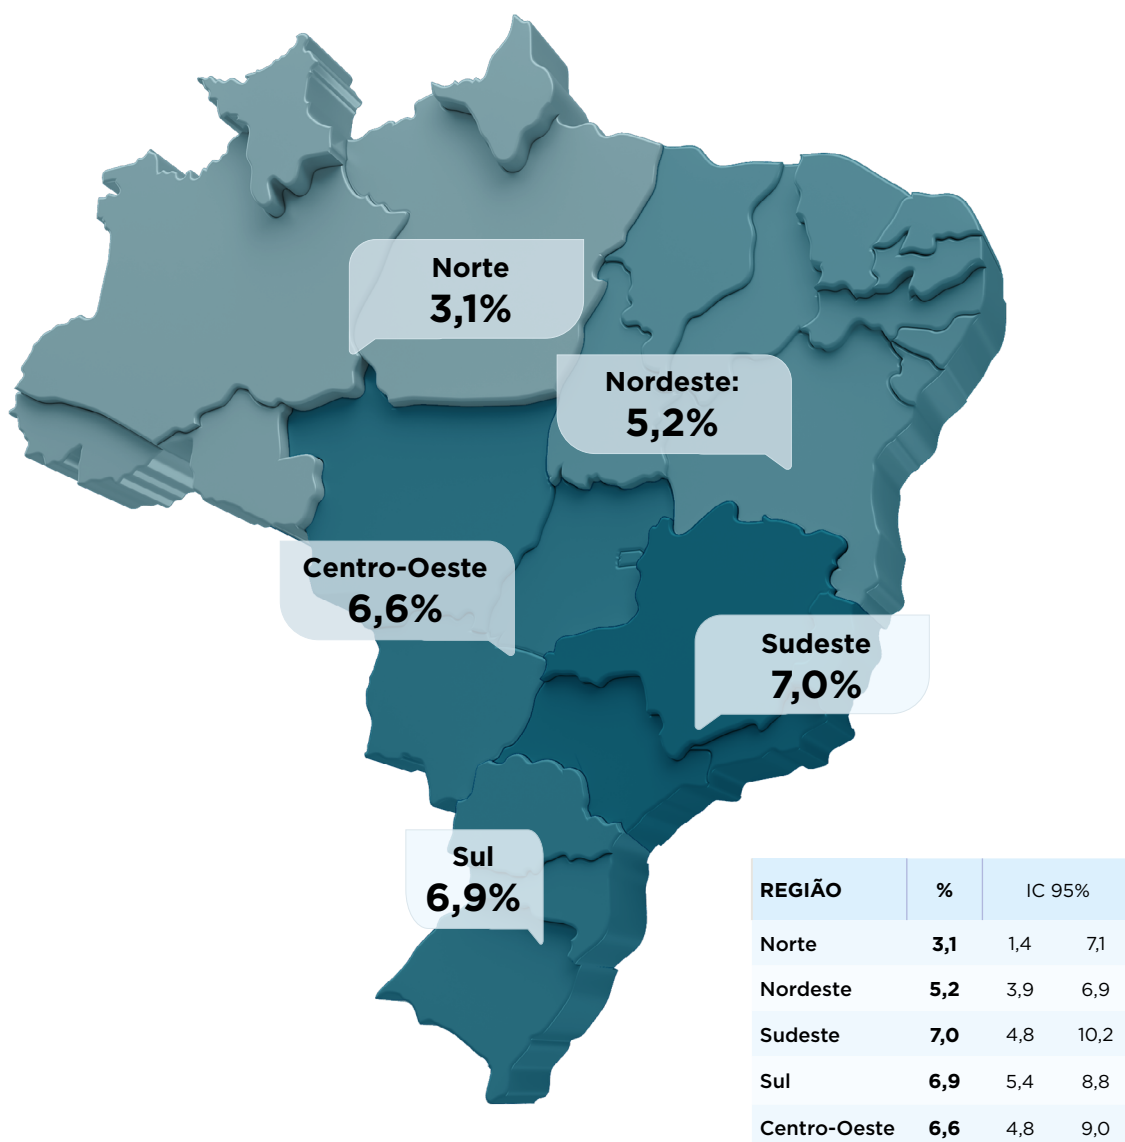 Norte
3,1%
Nordeste:
5,2%
Centro-Oeste
6,6%
Sudeste
7,0%
Sul
6,9%
REGIÃO % IC 95%
Norte 3,1 1,4 7,1
Nordeste 5,2 3,9 6,9
Sudeste 7,0 4,8 10,2
Sul 6,9 5,4 8,8
Centro-Oeste 6,6 4,8 9,0